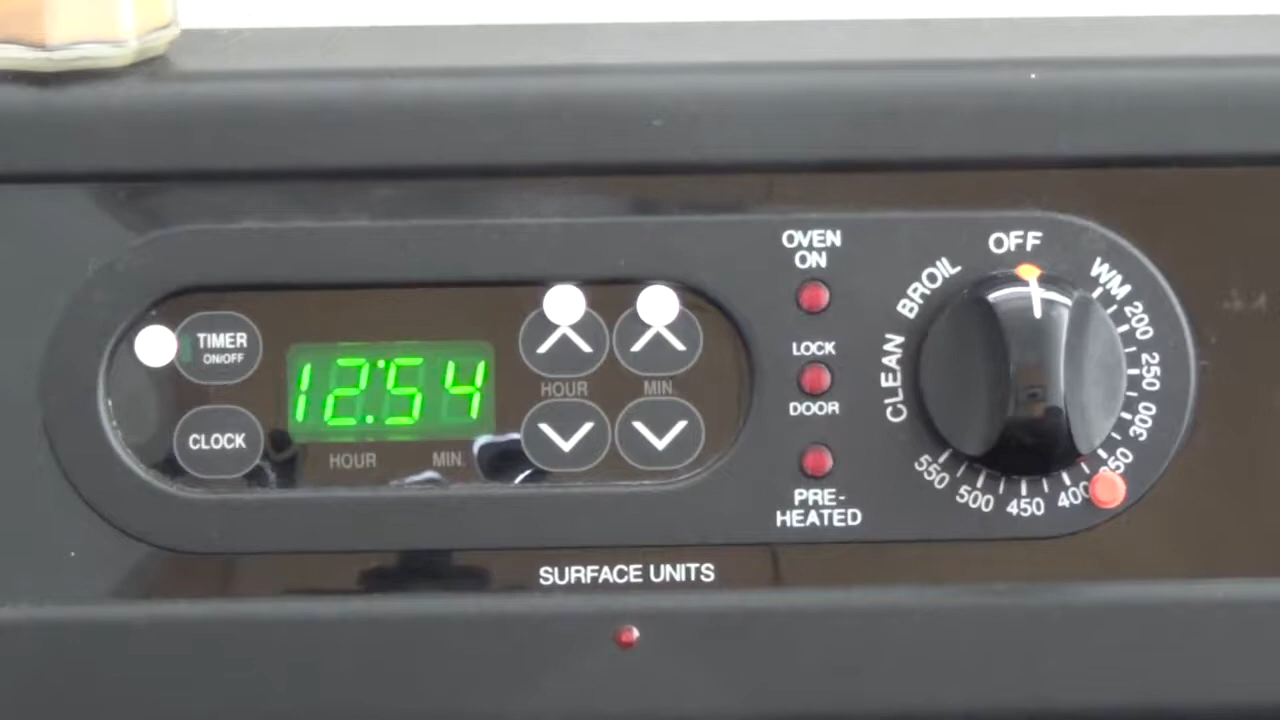 OVEN
ON
LOCK
DOOR
PRE-
HEATED
TIMER
ON/OFF
CLOCK
12:54
HOUR
MIN.
HOUR
MIN.
SURFACE UNITS
OFF
WM
200
250
300
350
400
450
500
550
CLEAN
BROIL